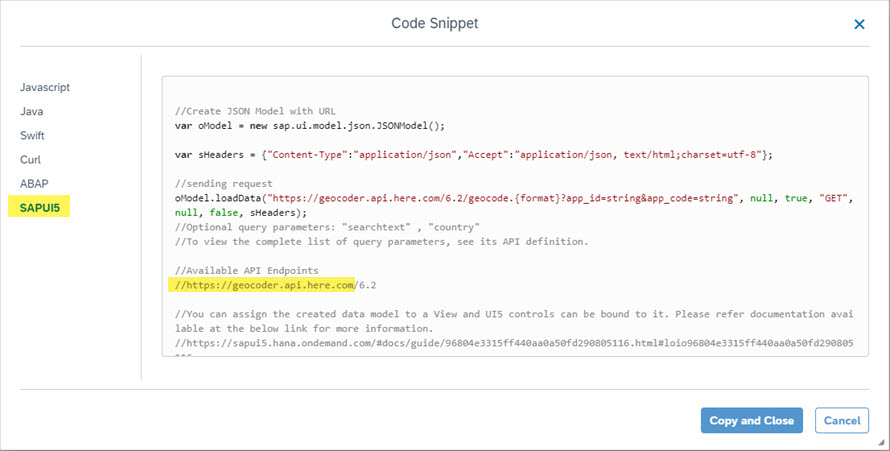 Code Snippet
Javascript
Java
Swift
Curl
ABAP
SAPUI5
//Create JSON Model with URL
var oModel = new sap.ui.model.json.JSONModel();
var sHeaders = {"Content-Type":"application/json","Accept":"application/json, text/html;charset=utf-8"};
//sending request
oModel.loadData("https://geocoder.api.here.com/6.2/geocode.{format}?app_id=string&app_code=string", null, true, "GET",
null, false, sHeaders);
//Optional query parameters: "searchtext" , "country"
//To view the complete list of query parameters, see its API definition.
//Available API Endpoints
//https://geocoder.api.here.com/6.2
//You can assign the created data model to a View and UI5 controls can be bound to it. Please refer documentation avai
lable at the below link for more information.
//https://sapui5.hana.ondemand.com/#docs/guide/96804e3315ff440aa0a50fd290805116.html#loio96804e3315ff440aa0a50fd290805
116
Copy and Close
Cancel